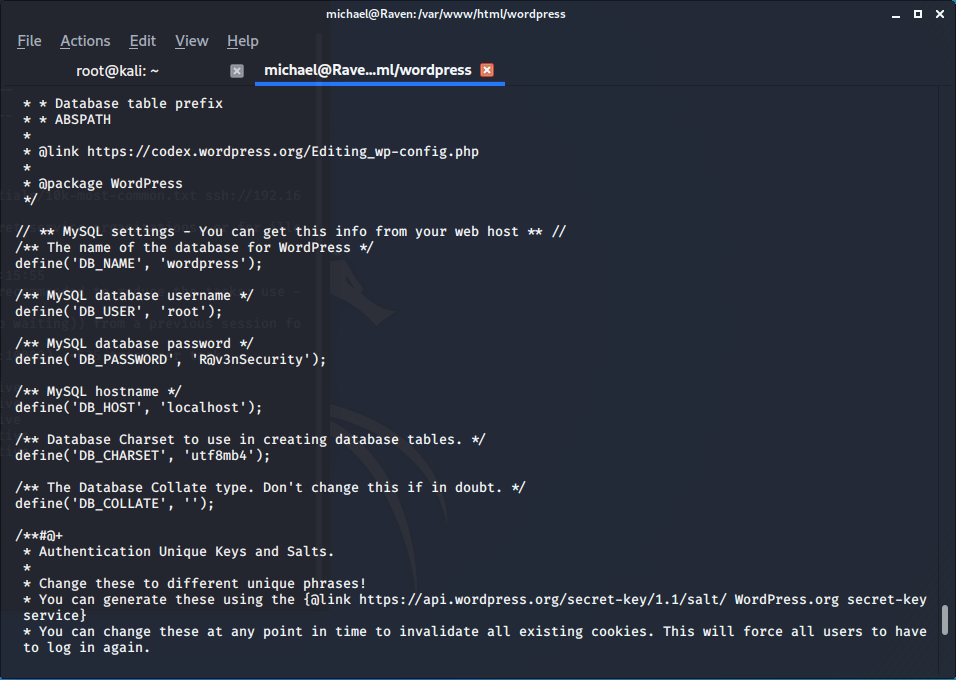 michael@Raven:/var/www/html/wordpress
File Actions Edit View Help
root@kali: ~
michael@Rave...ml/wordpress
* * Database table prefix
* * ABSPATH
*
* @link https://codex.wordpress.org/Editing_wp-config.php
*
* @package WordPress
*/
// ** MySQL settings - You can get this info from your web host ** //
/** The name of the database for WordPress */
define('DB_NAME', 'wordpress');
/** MySQL database username */
define('DB_USER', 'root');
/** MySQL database password */
define('DB_PASSWORD', 'R@v3nSecurity');
/** MySQL hostname */
define('DB_HOST', 'localhost');
/** Database Charset to use in creating database tables. */
define('DB_CHARSET', 'utf8mb4');
/** The Database Collate type. Don't change this if in doubt. */
define('DB_COLLATE', '');
/**#@+
* Authentication Unique Keys and Salts.
*
* Change these to different unique phrases!
* You can generate these using the {@link https://api.wordpress.org/secret-key/1.1/salt/ WordPress.org secret-key
service}
* You can change these at any point in time to invalidate all existing cookies. This will force all users to have
to log in again.